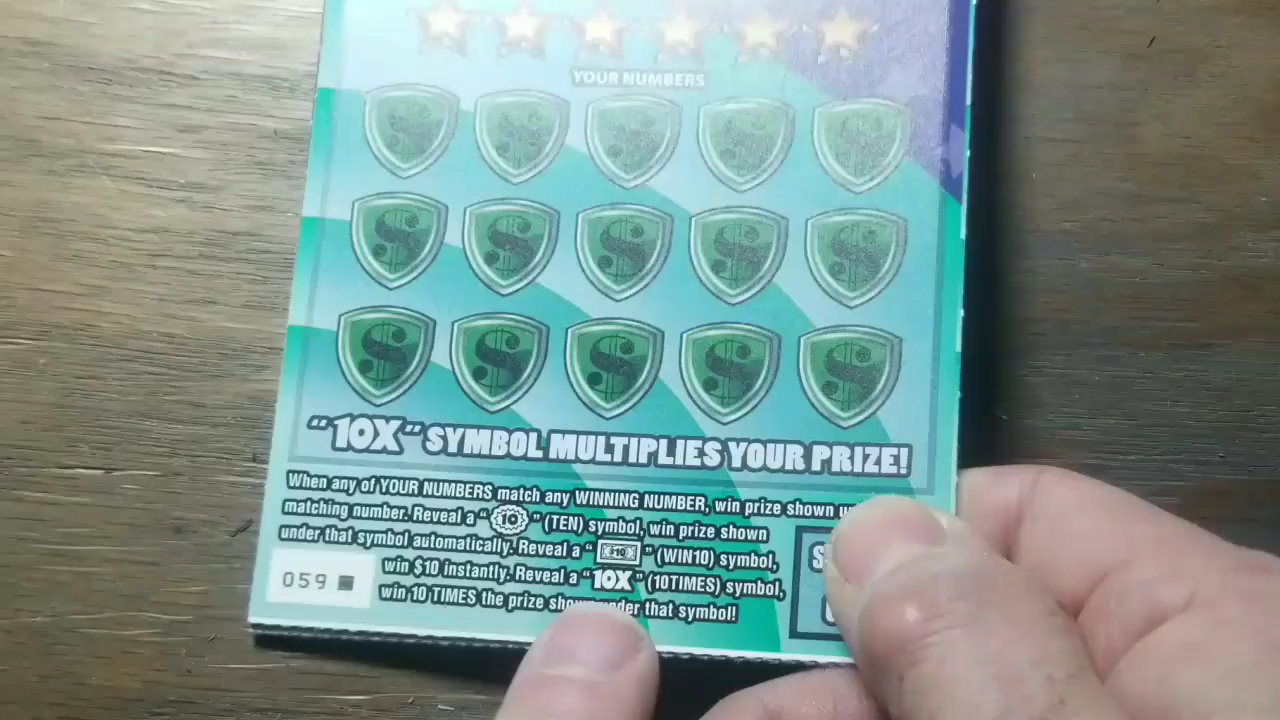 YOUR NUMBERS
"10X" SYMBOL MULTIPLIES YOUR PRIZE!
When any of YOUR NUMBERS match any WINNING NUMBER, win prize shown
matching number. Reveal a "10" (TEN) symbol, win prize shown
under that symbol automatically. Reveal a "$10" (WIN10) symbol,
win $10 instantly. Reveal a "10X" (10TIMES) symbol,
win 10 TIMES the prize under that symbol!
059